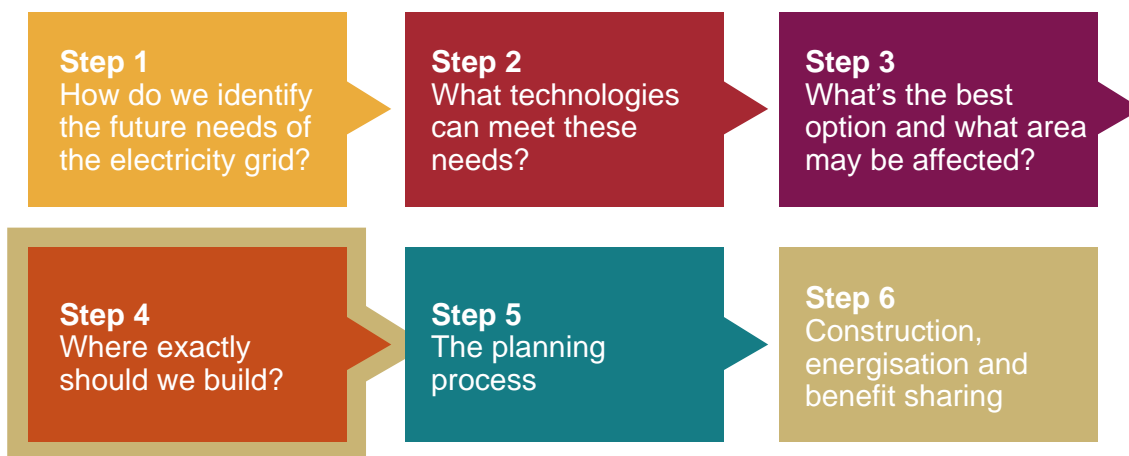 Step 1
How do we identify
the future needs of
the electricity grid?
Step 2
What technologies
can meet these
needs?
Step 3
What's the best
option and what area
may be affected?
Step 4
Where exactly
should we build?
Step 5
The planning
process
Step 6
Construction,
energisation and
benefit sharing